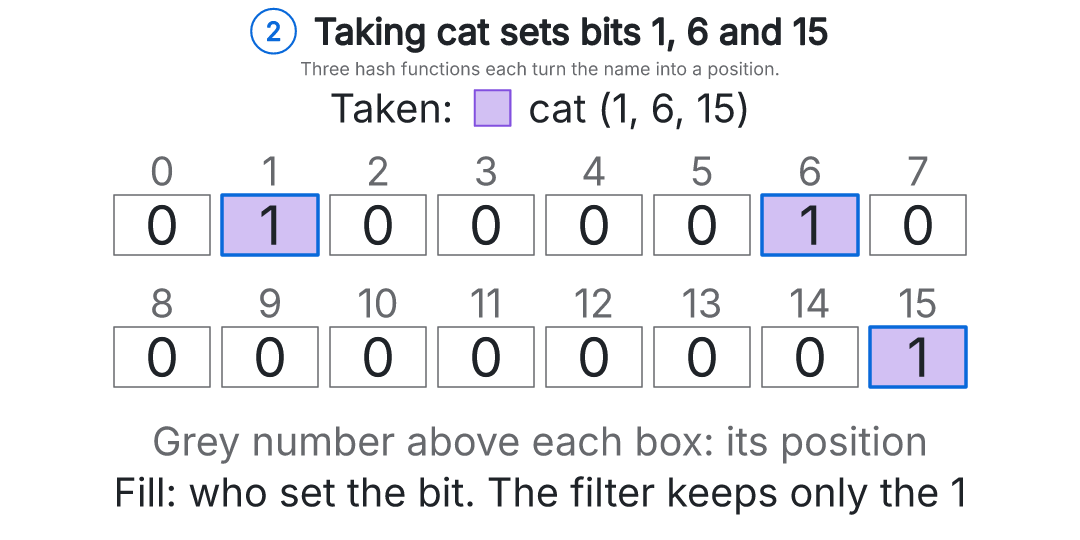 2 Taking cat sets bits 1, 6 and 15
Three hash functions each turn the name into a position.
Taken: cat (1, 6, 15)
0 1 2 3 4 5 6 7
0 1 0 0 0 0 1 0
8 9 10 11 12 13 14 15
0 0 0 0 0 0 0 1
Grey number above each box: its position
Fill: who set the bit. The filter keeps only the 1